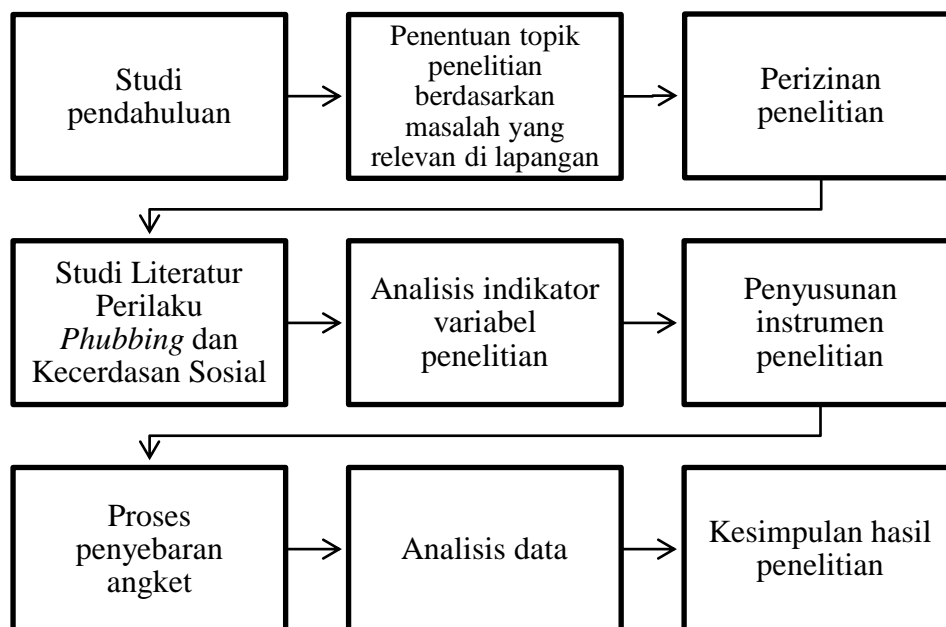 Studi
pendahuluan
Penentuan topik
penelitian
berdasarkan
masalah yang
relevan di lapangan
Perizinan
penelitian
Studi Literatur
Perilaku
Phubbing dan
Kecerdasan Sosial
Analisis indikator
variabel
penelitian
Penyusunan
instrumen
penelitian
Proses
penyebaran
angket
Analisis data
Kesimpulan hasil
penelitian